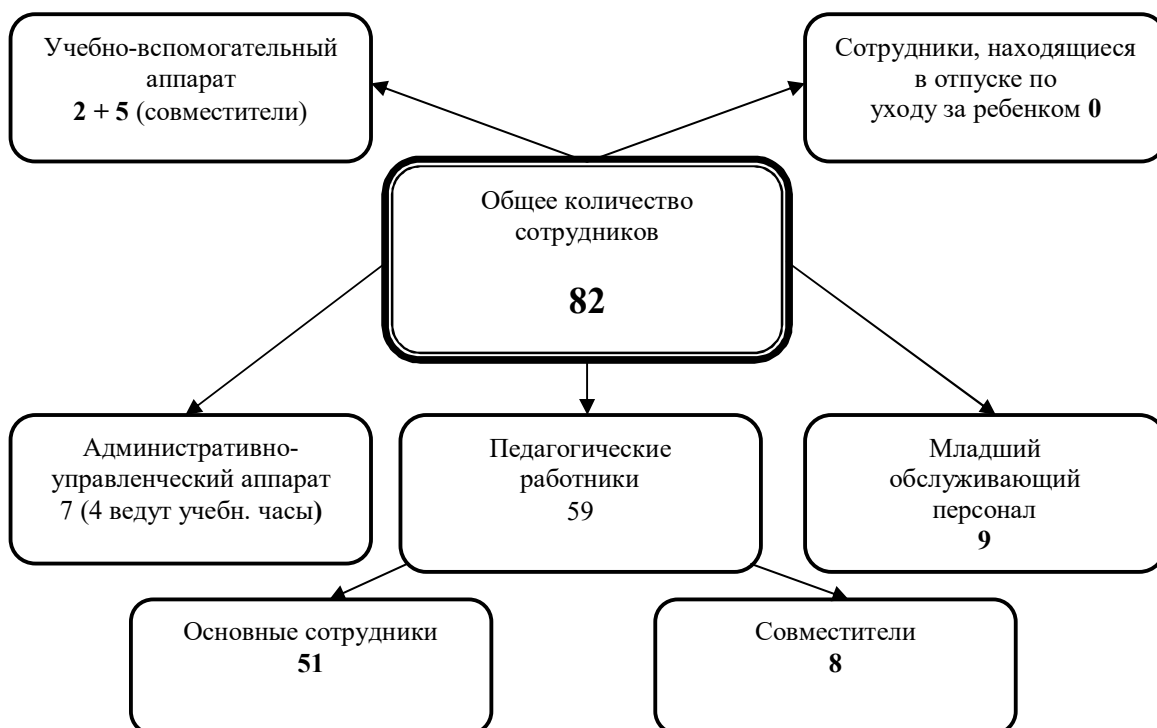 Учебно-вспомогательный
аппарат
2 + 5 (совместители)
Сотрудники, находящиеся
в отпуске по
уходу за ребенком 0
Общее количество
сотрудников
82
Административно-
управленческий аппарат
7 (4 ведут учебн. часы)
Педагогические
работники
59
Младший
обслуживающий
персонал
9
Основные сотрудники
51
Совместители
8